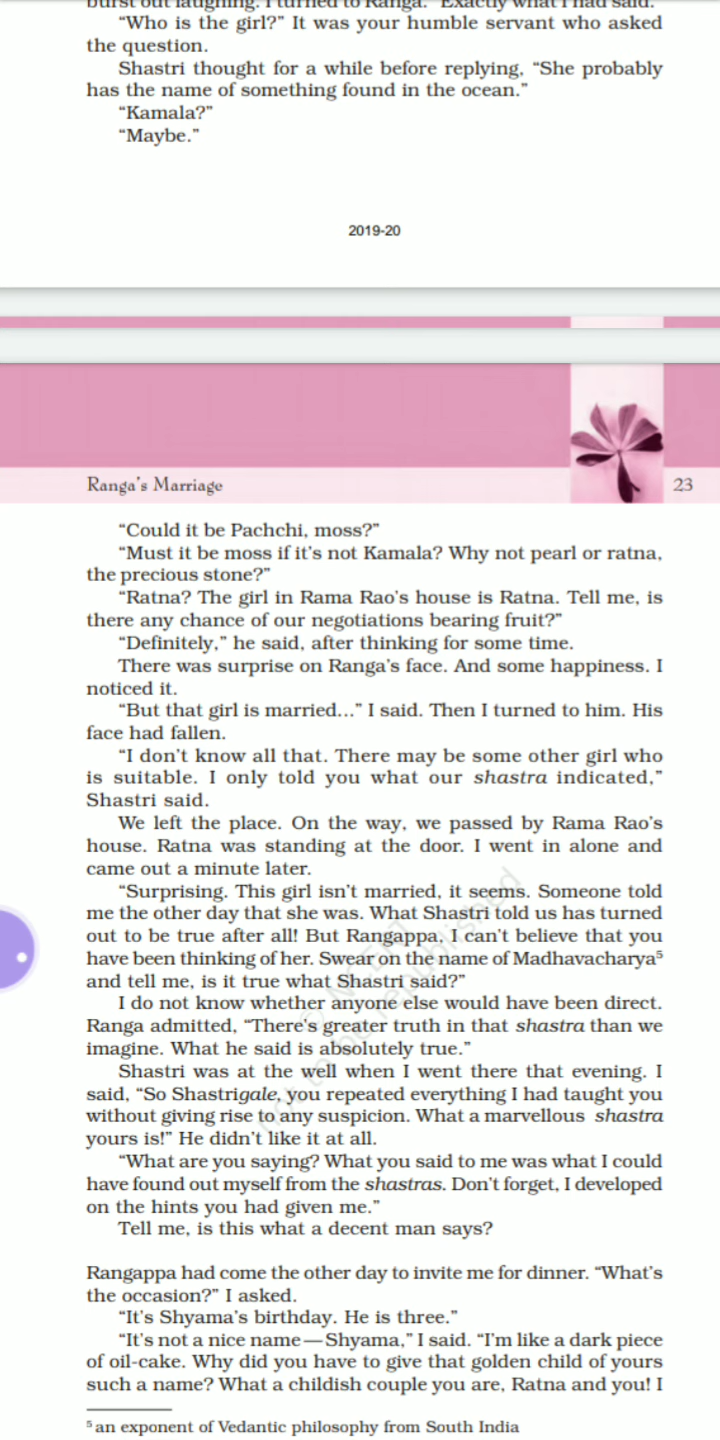 burst out laughing. I turned to Ranga. “Exactly what I had said.”
“Who is the girl?” It was your humble servant who asked
the question.
Shastri thought for a while before replying, “She probably
has the name of something found in the ocean.”
“Kamala?”
“Maybe.”
2019-20
Ranga's Marriage
23
“Could it be Pachchi, moss?”
“Must it be moss if it's not Kamala? Why not pearl or ratna,
the precious stone?”
“Ratna? The girl in Rama Rao's house is Ratna. Tell me, is
there any chance of our negotiations bearing fruit?”
“Definitely,” he said, after thinking for some time.
There was surprise on Ranga's face. And some happiness. I
noticed it.
“But that girl is married...” I said. Then I turned to him. His
face had fallen.
“I don't know all that. There may be some other girl who
is suitable. I only told you what our shastra indicated,”
Shastri said.
We left the place. On the way, we passed by Rama Rao's
house. Ratna was standing at the door. I went in alone and
came out a minute later.
“Surprising. This girl isn't married, it seems. Someone told
me the other day that she was. What Shastri told us has turned
out to be true after all! But Rangappa, I can't believe that you
have been thinking of her. Swear on the name of Madhavacharya⁵
and tell me, is it true what Shastri said?”
I do not know whether anyone else would have been direct.
Ranga admitted, “There's greater truth in that shastra than we
imagine. What he said is absolutely true.”
Shastri was at the well when I went there that evening. I
said, “So Shastrigale, you repeated everything I had taught you
without giving rise to any suspicion. What a marvellous shastra
yours is!” He didn't like it at all.
“What are you saying? What you said to me was what I could
have found out myself from the shastras. Don't forget, I developed
on the hints you had given me.”
Tell me, is this what a decent man says?
Rangappa had come the other day to invite me for dinner. “What's
the occasion?” I asked.
“It's Shyama's birthday. He is three.”
“It's not a nice name—Shyama,” I said. “I'm like a dark piece
of oil-cake. Why did you have to give that golden child of yours
such a name? What a childish couple you are, Ratna and you! I
⁵ an exponent of Vedantic philosophy from South India
© NCERT
not to be republished